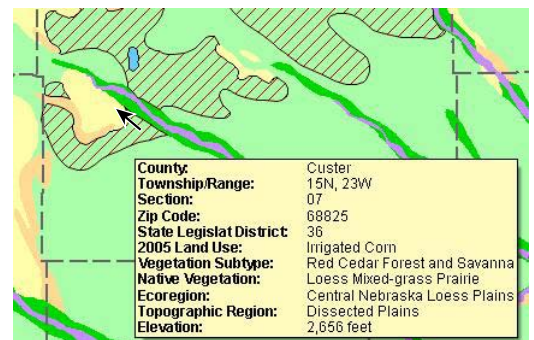 County: Custer
Township/Range: 15N, 23W
Section: 07
Zip Code: 68825
State Legislat District: 36
2005 Land Use: Irrigated Corn
Vegetation Subtype: Red Cedar Forest and Savanna
Native Vegetation: Loess Mixed-grass Prairie
Ecoregion: Central Nebraska Loess Plains
Topographic Region: Dissected Plains
Elevation: 2,656 feet